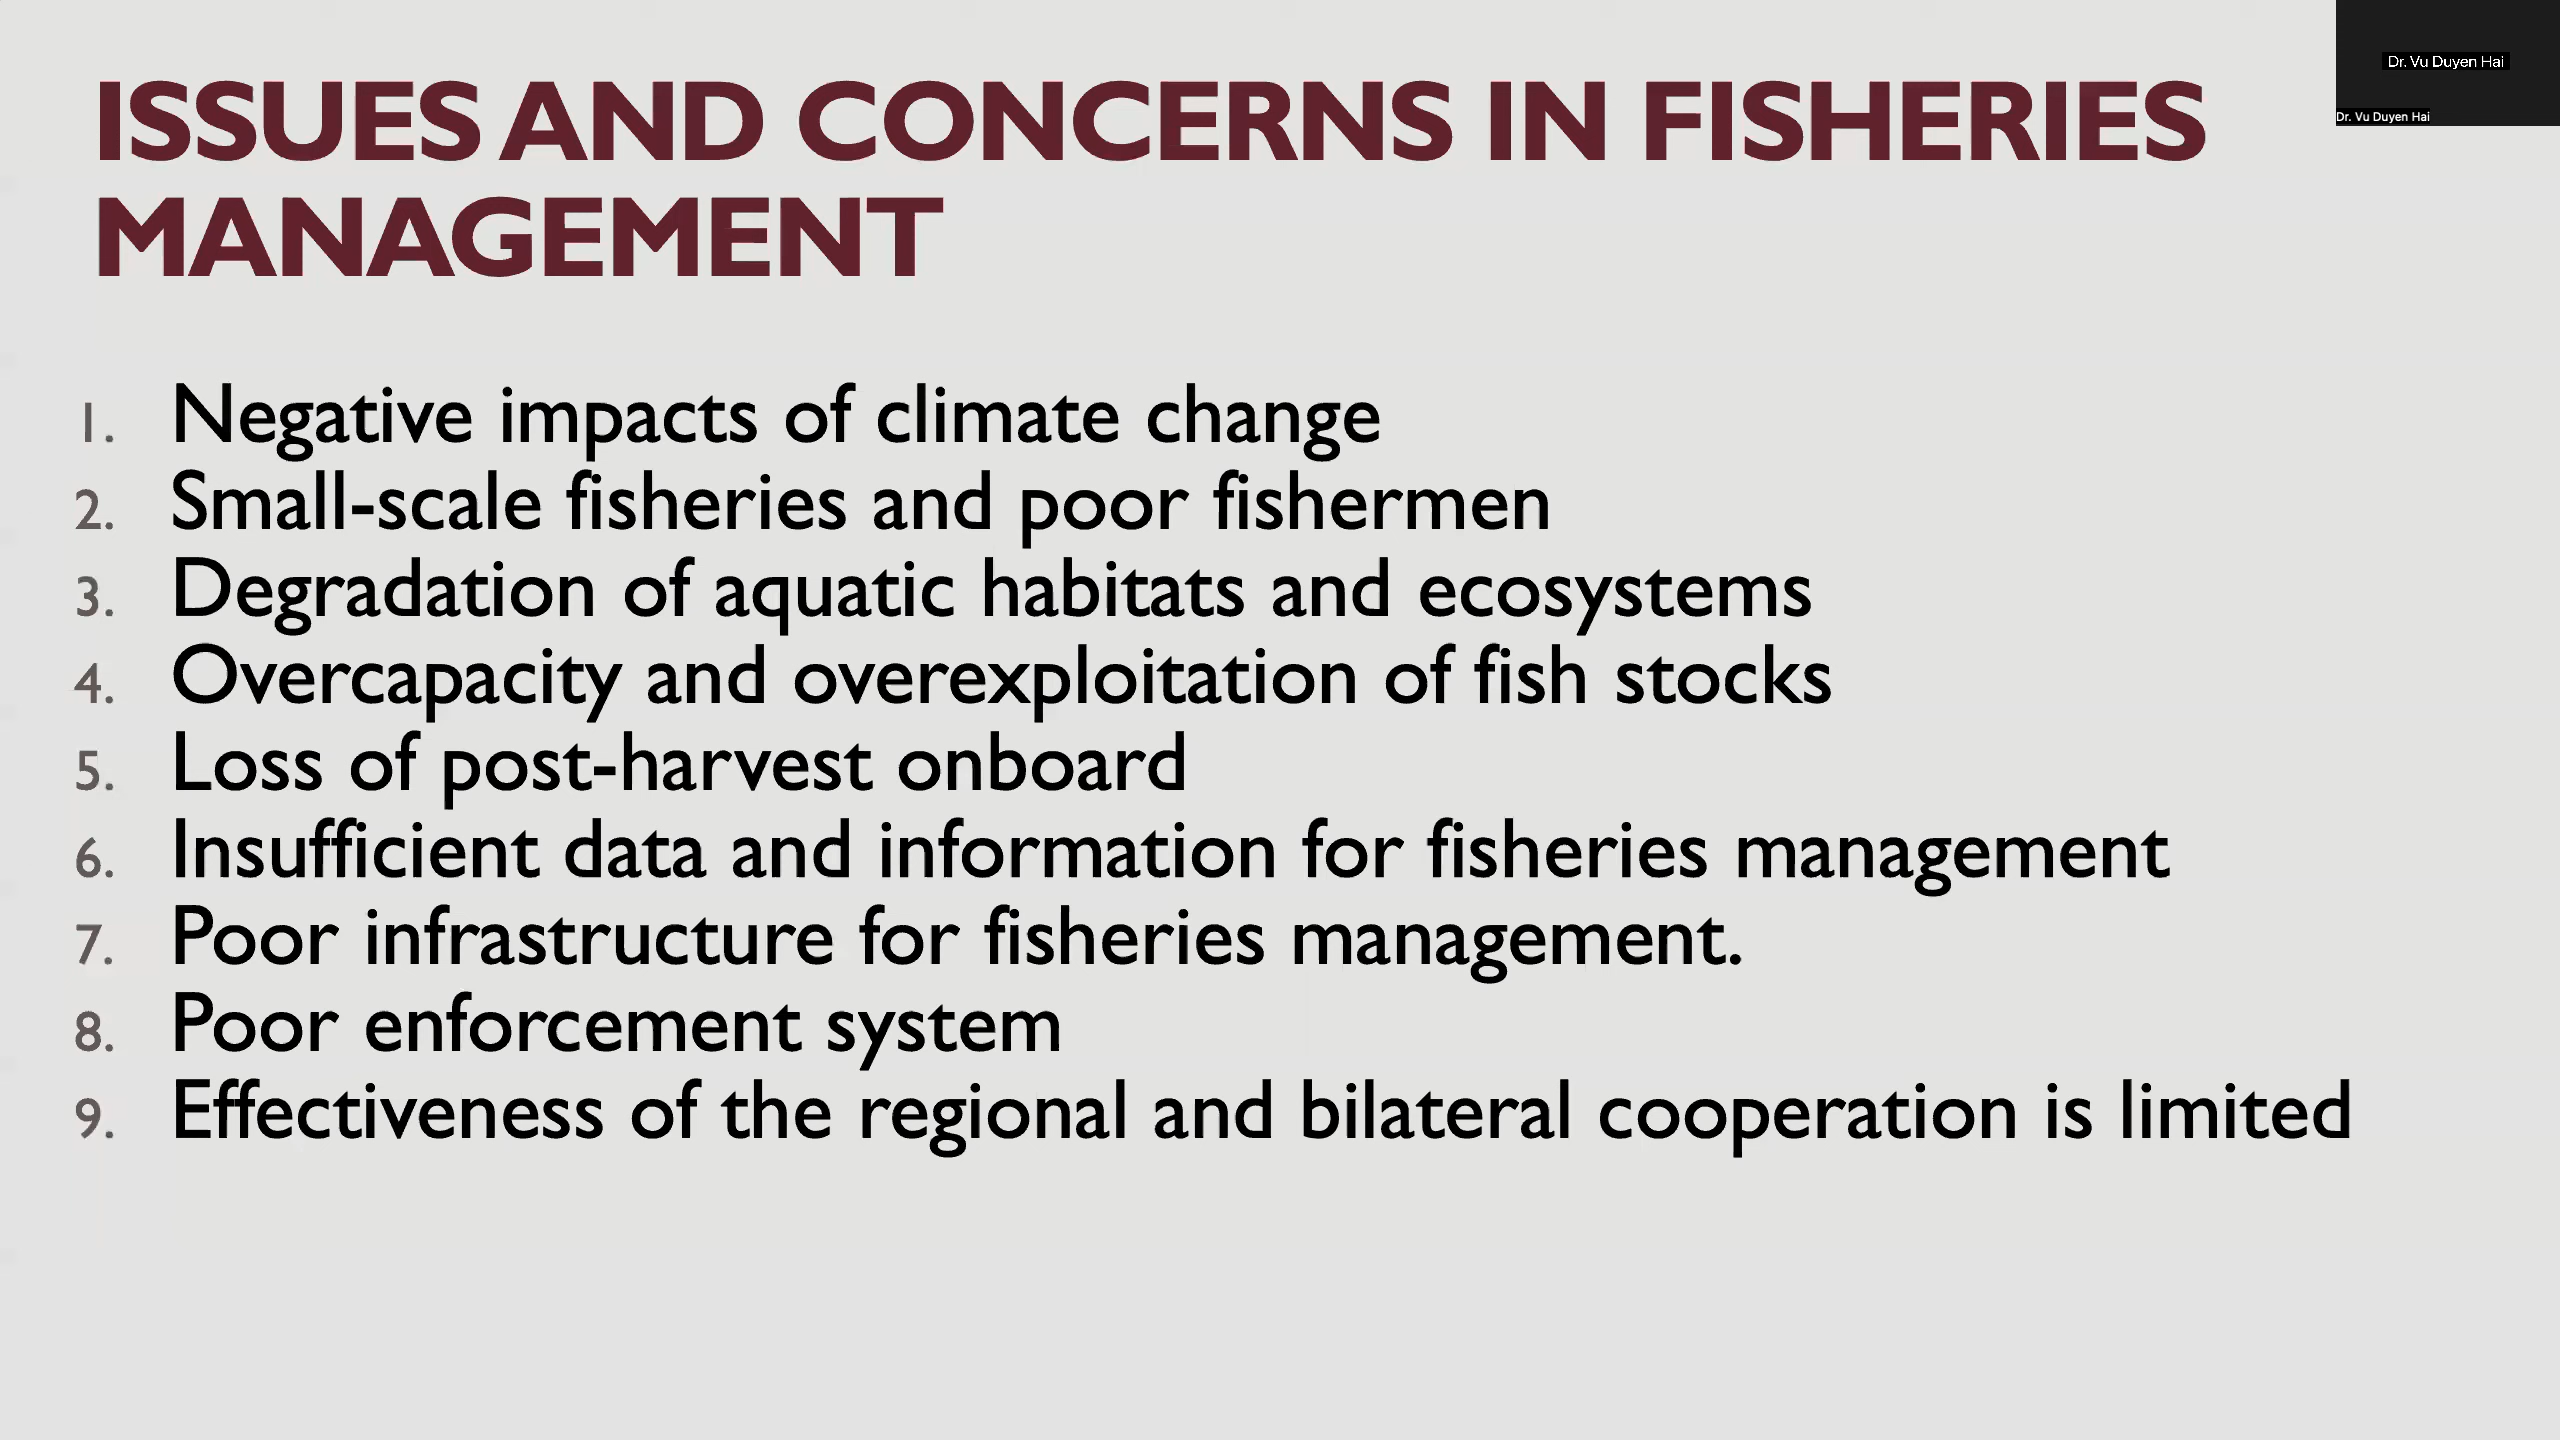 ISSUES AND CONCERNS IN FISHERIES
MANAGEMENT
Dr. Vu Duyen Hai
Dr. Vu Duyen Hai
1. Negative impacts of climate change
2. Small-scale fisheries and poor fishermen
3. Degradation of aquatic habitats and ecosystems
4. Overcapacity and overexploitation of fish stocks
5. Loss of post-harvest onboard
6. Insufficient data and information for fisheries management
7. Poor infrastructure for fisheries management.
8. Poor enforcement system
9. Effectiveness of the regional and bilateral cooperation is limited